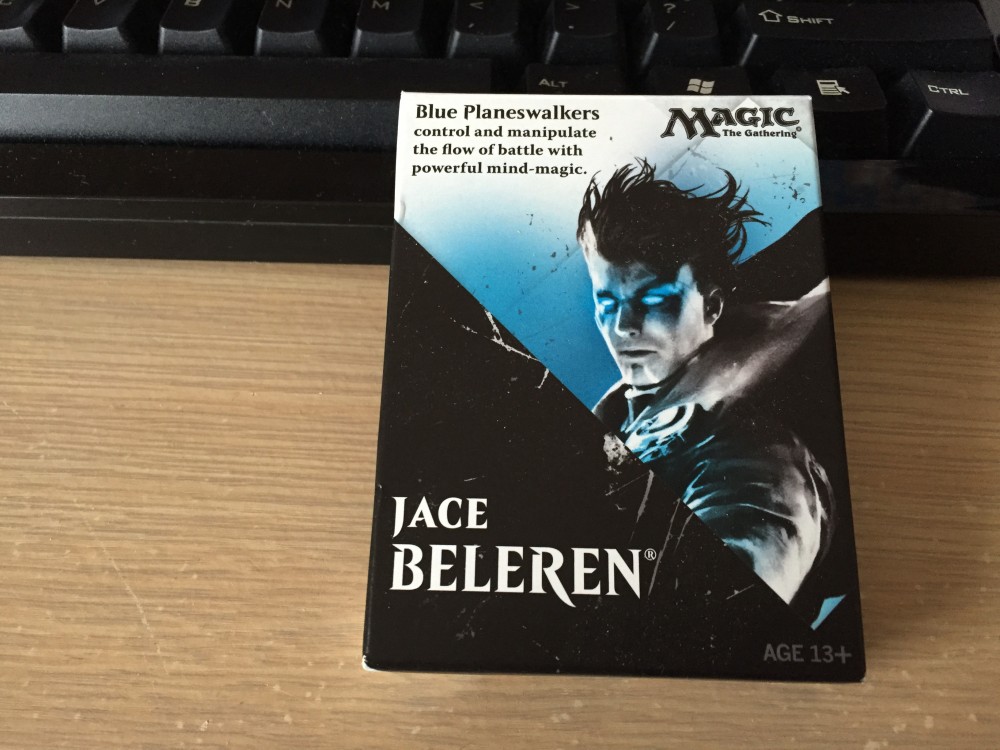 V
B
N
M
<
,
>
.
?
/
SHIFT
ALT
CTRL
Blue Planeswalkers
control and manipulate
the flow of battle with
powerful mind-magic.
MAGIC
The Gathering®
JACE
BELEREN®
AGE 13+